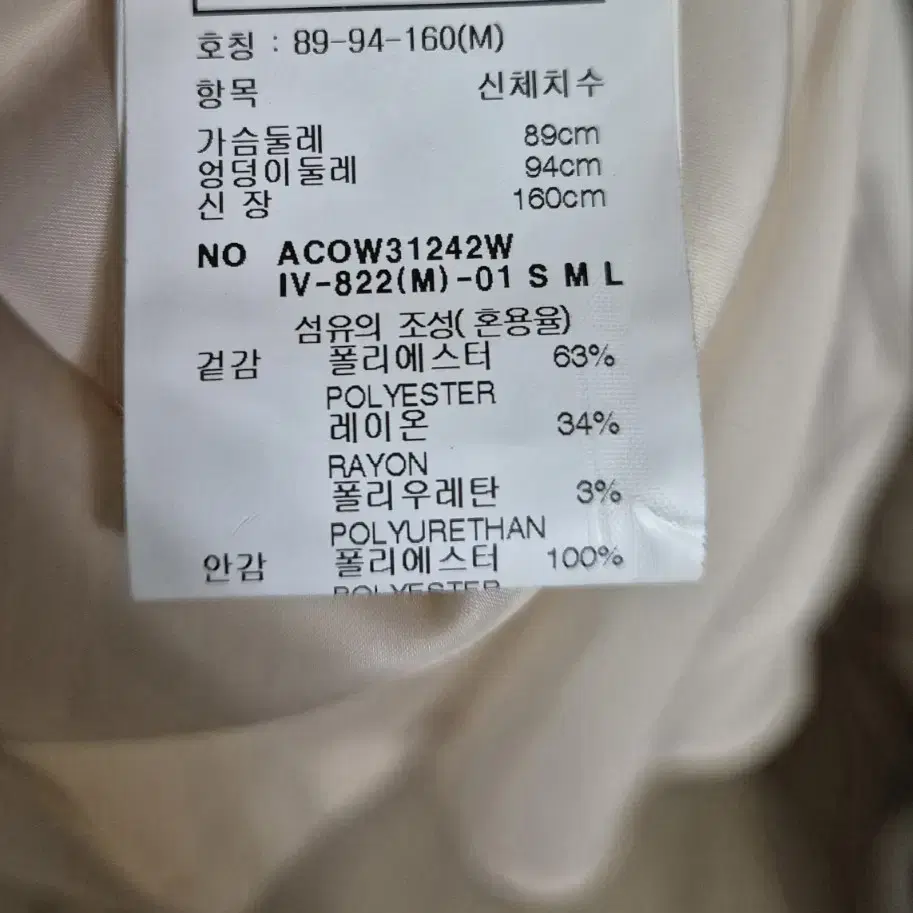 호칭 : 89-94-160(M)
항목 신체치수
가슴둘레 89cm
엉덩이둘레 94cm
신 장 160cm
NO ACOW31242W
IV-822(M)-01 S M L
섬유의 조성( 혼용율)
겉감 폴리에스터 63%
POLYESTER
레이온 34%
RAYON
폴리우레탄 3%
POLYURETHAN
안감 폴리에스터 100%
POLYESTER